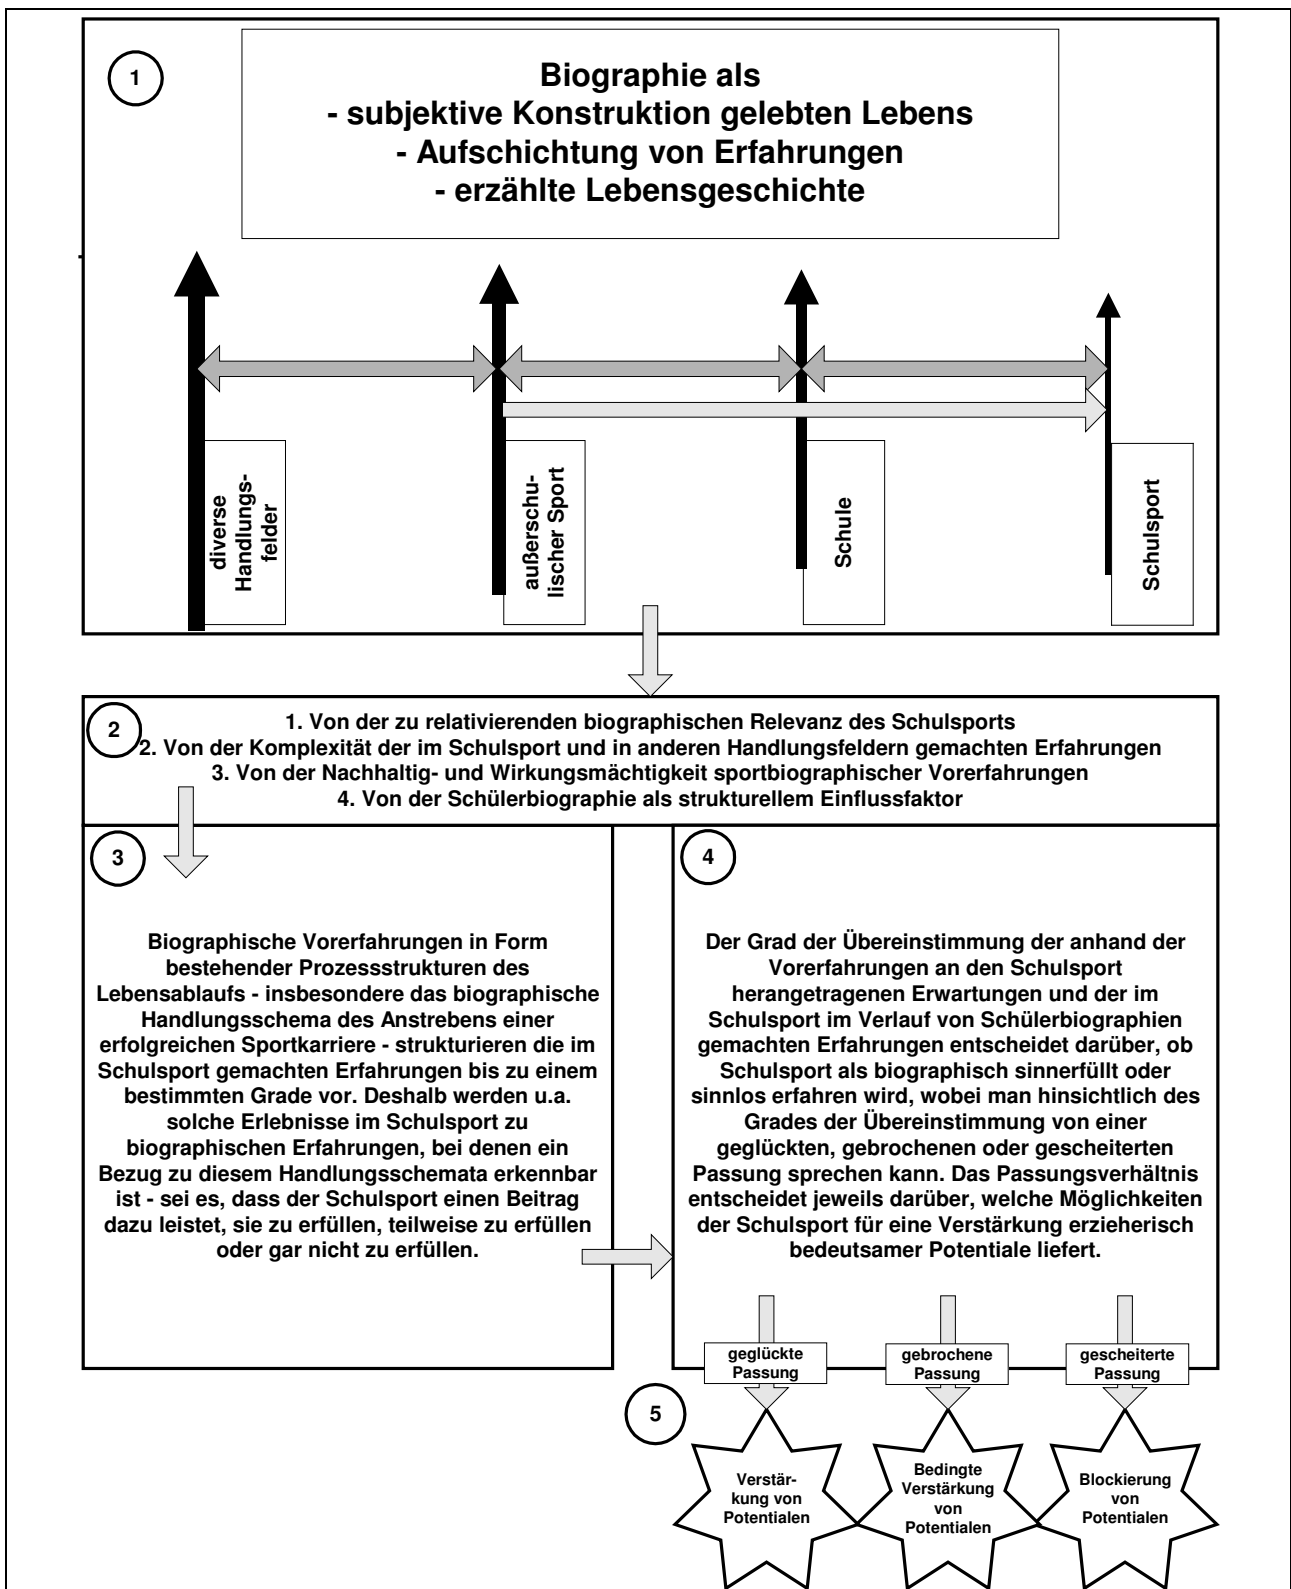 1
Biographie als
- subjektive Konstruktion gelebten Lebens
- Aufschichtung von Erfahrungen
- erzählte Lebensgeschichte
diverse
Handlungs-
felder
außerschu-
lischer Sport
Schule
Schulsport
2
1. Von der zu relativierenden biographischen Relevanz des Schulsports
2. Von der Komplexität der im Schulsport und in anderen Handlungsfeldern gemachten Erfahrungen
3. Von der Nachhaltig- und Wirkungsmächtigkeit sportbiographischer Vorerfahrungen
4. Von der Schülerbiographie als strukturellem Einflussfaktor
3
Biographische Vorerfahrungen in Form
bestehender Prozessstrukturen des
Lebensablaufs - insbesondere das biographische
Handlungsschema des Anstrebens einer
erfolgreichen Sportkarriere - strukturieren die im
Schulsport gemachten Erfahrungen bis zu einem
bestimmten Grade vor. Deshalb werden u.a.
solche Erlebnisse im Schulsport zu
biographischen Erfahrungen, bei denen ein
Bezug zu diesem Handlungsschemata erkennbar
ist - sei es, dass der Schulsport einen Beitrag
dazu leistet, sie zu erfüllen, teilweise zu erfüllen
oder gar nicht zu erfüllen.
4
Der Grad der Übereinstimmung der anhand der
Vorerfahrungen an den Schulsport
herangetragenen Erwartungen und der im
Schulsport im Verlauf von Schülerbiographien
gemachten Erfahrungen entscheidet darüber, ob
Schulsport als biographisch sinnerfüllt oder
sinnlos erfahren wird, wobei man hinsichtlich des
Grades der Übereinstimmung von einer
geglückten, gebrochenen oder gescheiterten
Passung sprechen kann. Das Passungsverhältnis
entscheidet jeweils darüber, welche Möglichkeiten
der Schulsport für eine Verstärkung erzieherisch
bedeutsamer Potentiale liefert.
geglückte
Passung
gebrochene
Passung
gescheiterte
Passung
5
Verstär-
kung von
Potentialen
Bedingte
Verstärkung
von
Potentialen
Blockierung
von
Potentialen